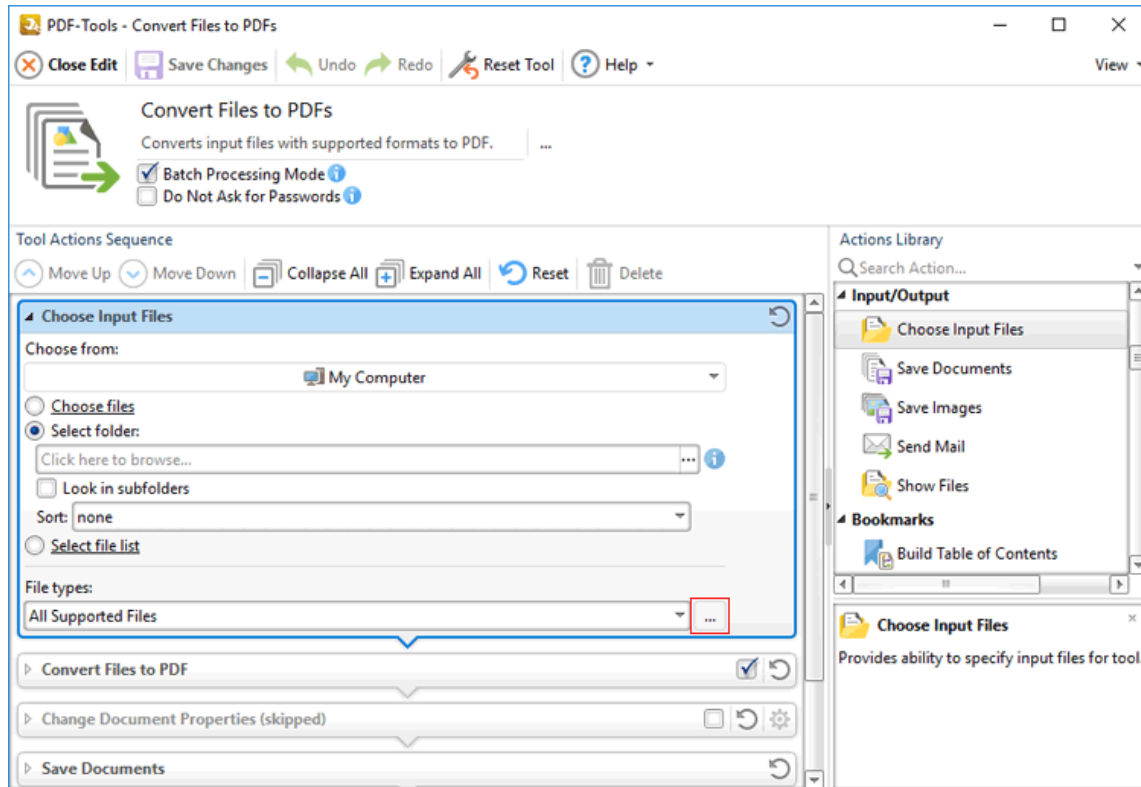 PDF-Tools - Convert Files to PDFs
Close Edit Save Changes Undo Redo Reset Tool Help View
Convert Files to PDFs
Converts input files with supported formats to PDF. ...
Batch Processing Mode
Do Not Ask for Passwords
Tool Actions Sequence
Move Up Move Down Collapse All Expand All Reset Delete
Choose Input Files
Choose from:
My Computer
Choose files
Select folder:
Click here to browse... ...
Look in subfolders
Sort: none
Select file list
File types:
All Supported Files ...
Convert Files to PDF
Change Document Properties (skipped)
Save Documents
Actions Library
Search Action...
Input/Output
Choose Input Files
Save Documents
Save Images
Send Mail
Show Files
Bookmarks
Build Table of Contents
Choose Input Files
Provides ability to specify input files for tool.